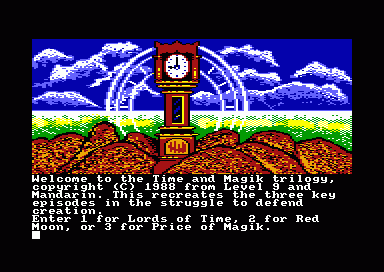 Welcome to the Time and Magik trilogy,
copyright (C) 1988 from Level 9 and
Mandarin. This recreates the three key
episodes in the struggle to defend
creation.
Enter 1 for Lords of Time, 2 for Red
Moon, or 3 for Price of Magik.